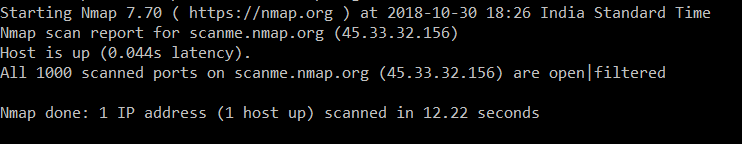 Starting Nmap 7.70 ( https://nmap.org ) at 2018-10-30 18:26 India Standard Time
Nmap scan report for scanme.nmap.org (45.33.32.156)
Host is up (0.044s latency).
All 1000 scanned ports on scanme.nmap.org (45.33.32.156) are open|filtered
Nmap done: 1 IP address (1 host up) scanned in 12.22 seconds